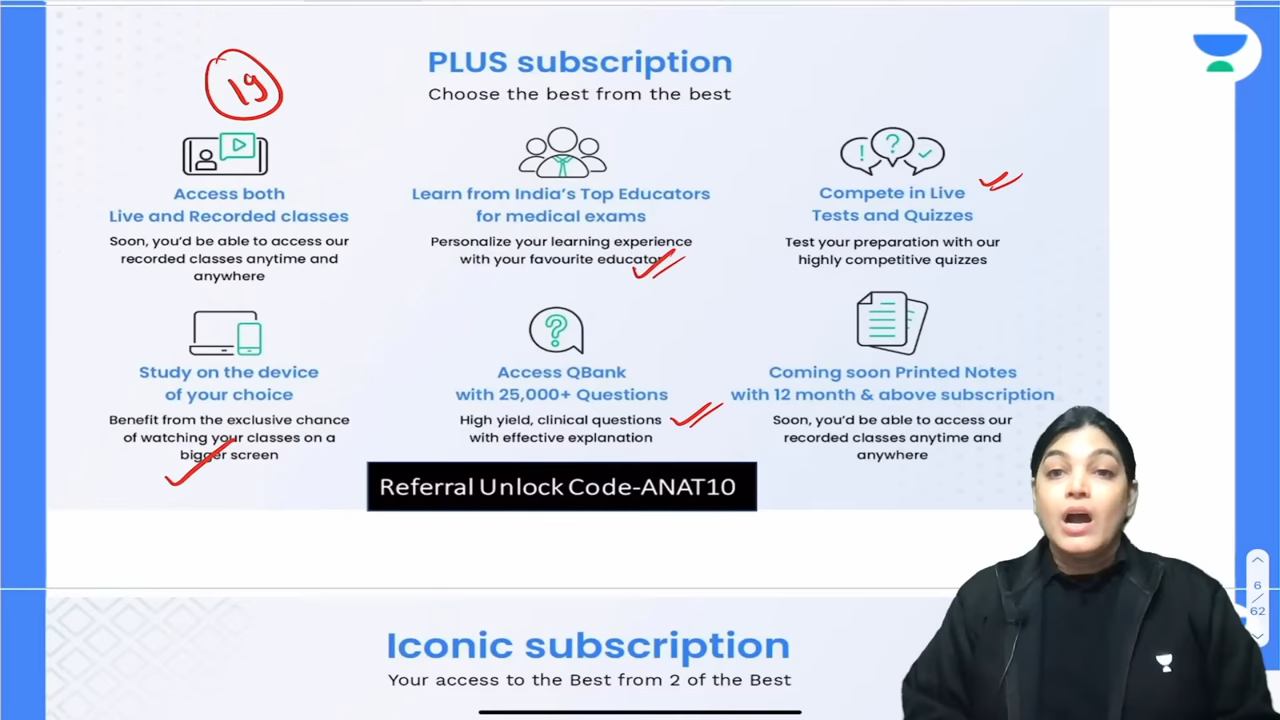 PLUS subscription
Choose the best from the best
19
Access both
Live and Recorded classes
Soon, you'd be able to access our
recorded classes anytime and
anywhere
Learn from India's Top Educators
for medical exams
Personalize your learning experience
with your favourite educator
Compete in Live
Tests and Quizzes
Test your preparation with our
highly competitive quizzes
Study on the device
of your choice
Benefit from the exclusive chance
of watching your classes on a
bigger screen
Access QBank
with 25,000+ Questions
High yield, clinical questions
with effective explanation
Coming soon Printed Notes
with 12 month & above subscription
Soon, you'd be able to access our
recorded classes anytime and
anywhere
Referral Unlock Code-ANAT10
6
/
62
Iconic subscription
Your access to the Best from 2 of the Best